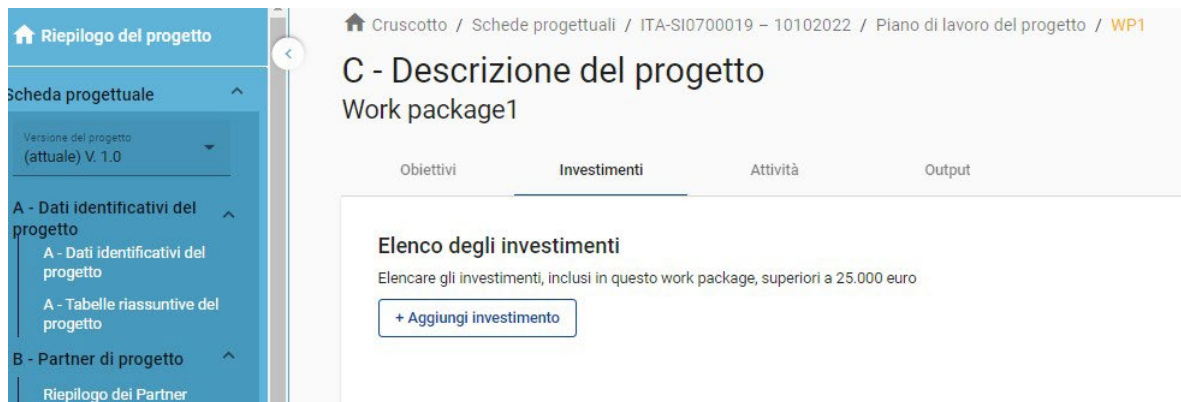 Riepilogo del progetto
Scheda progettuale
Versione del progetto
(attuale) V. 1.0
A - Dati identificativi del
progetto
A - Dati identificativi del
progetto
A - Tabelle riassuntive del
progetto
B - Partner di progetto
Riepilogo dei Partner
Cruscotto / Schede progettuali / ITA-SI0700019 – 10102022 / Piano di lavoro del progetto / WP1
C - Descrizione del progetto
Work package1
Obiettivi Investimenti Attività Output
Elenco degli investimenti
Elencare gli investimenti, inclusi in questo work package, superiori a 25.000 euro
+ Aggiungi investimento